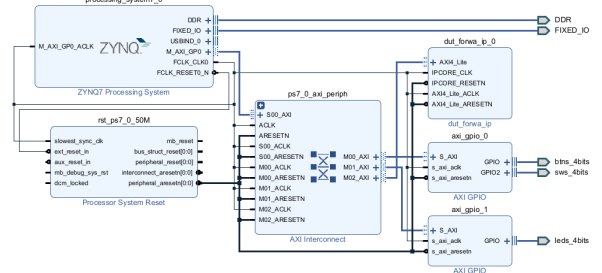 processing_system7_0
DDR
FIXED_IO
USBIND_0
M_AXI_GP0
FCLK_CLK0
FCLK_RESET0_N
M_AXI_GP0_ACLK
ZYNQ
ZYNQ7 Processing System
DDR
FIXED_IO
rst_ps7_0_50M
slowest_sync_clk
ext_reset_in
aux_reset_in
mb_debug_sys_rst
dcm_locked
mb_reset
bus_struct_reset[0:0]
peripheral_reset[0:0]
interconnect_aresetn[0:0]
peripheral_aresetn[0:0]
Processor System Reset
ps7_0_axi_periph
S00_AXI
ACLK
ARESETN
S00_ACLK
S00_ARESETN
M00_ACLK
M00_ARESETN
M01_ACLK
M01_ARESETN
M02_ACLK
M02_ARESETN
M00_AXI
M01_AXI
M02_AXI
AXI Interconnect
dut_forwa_ip_0
AXI4_Lite
IPCORE_CLK
IPCORE_RESETN
AXI4_Lite_ACLK
AXI4_Lite_ARESETN
dut_forwa_ip
axi_gpio_0
S_AXI
s_axi_aclk
s_axi_aresetn
GPIO
GPIO2
AXI GPIO
btns_4bits
sws_4bits
axi_gpio_1
S_AXI
s_axi_aclk
s_axi_aresetn
GPIO
AXI GPIO
leds_4bits